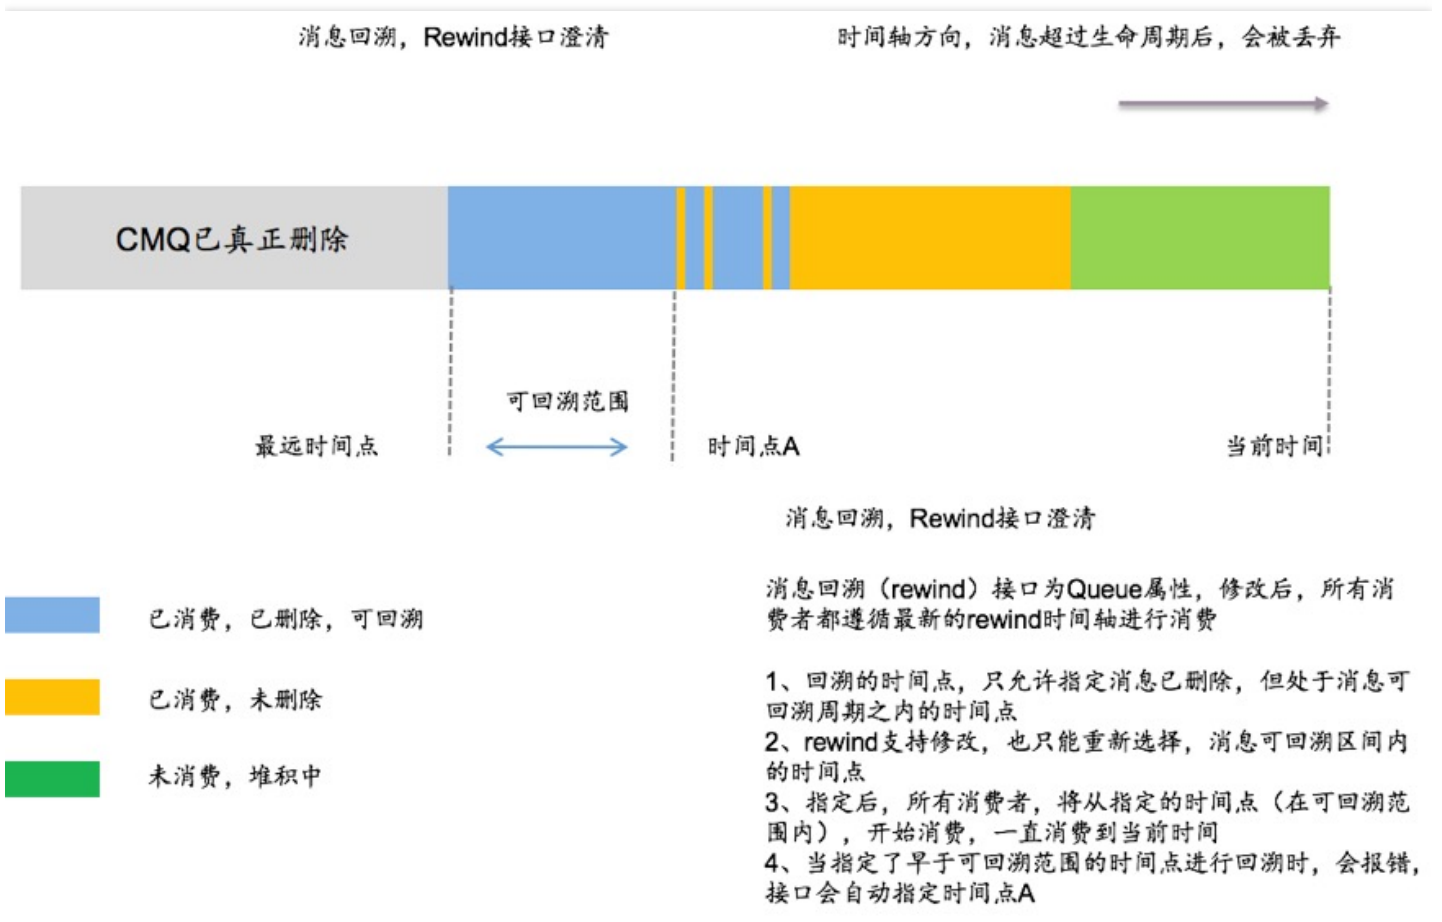 消息回溯，Rewind接口澄清
时间轴方向，消息超过生命周期后，会被丢弃
CMQ已真正删除
可回溯范围
最远时间点
时间点A
当前时间
消息回溯，Rewind接口澄清
已消费，已删除，可回溯
已消费，未删除
未消费，堆积中
消息回溯（rewind）接口为Queue属性，修改后，所有消
费者都遵循最新的rewind时间轴进行消费
1、回溯的时间点，只允许指定消息已删除，但处于消息可
回溯周期之内的时间点
2、rewind支持修改，也只能重新选择，消息可回溯区间内
的时间点
3、指定后，所有消费者，将从指定的时间点（在可回溯范
围内），开始消费，一直消费到当前时间
4、当指定了早于可回溯范围的时间点进行回溯时，会报错，
接口会自动指定时间点A